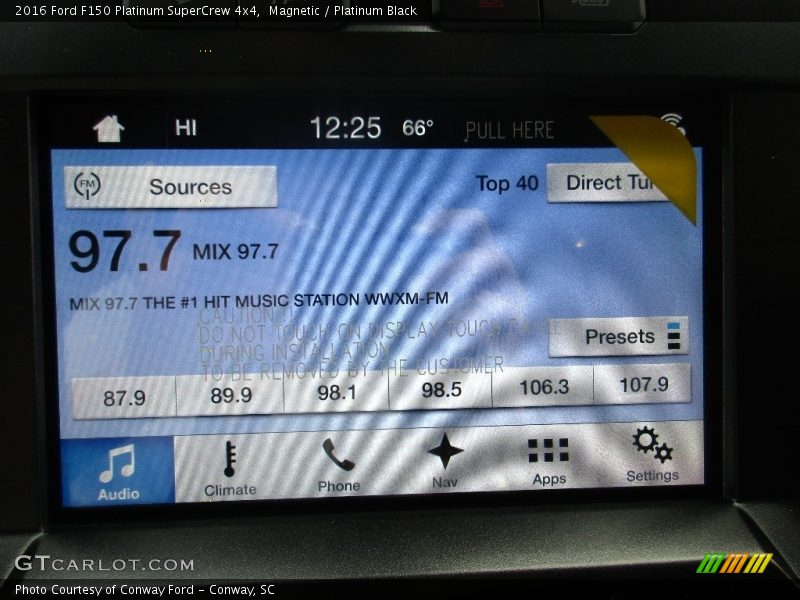 2016 Ford F150 Platinum SuperCrew 4x4, Magnetic / Platinum Black
HI 12:25 66° PULL HERE
FM Sources Top 40 Direct Tun
97.7 MIX 97.7
MIX 97.7 THE #1 HIT MUSIC STATION WWXM-FM
CAUTION!
DO NOT TOUCH ON DISPLAY TOUCH PANEL
DURING INSTALLATION
TO BE REMOVED BY THE CUSTOMER
Presets
87.9 89.9 98.1 98.5 106.3 107.9
Audio Climate Phone Nav Apps Settings
GTCARLOT.COM
Photo Courtesy of Conway Ford - Conway, SC